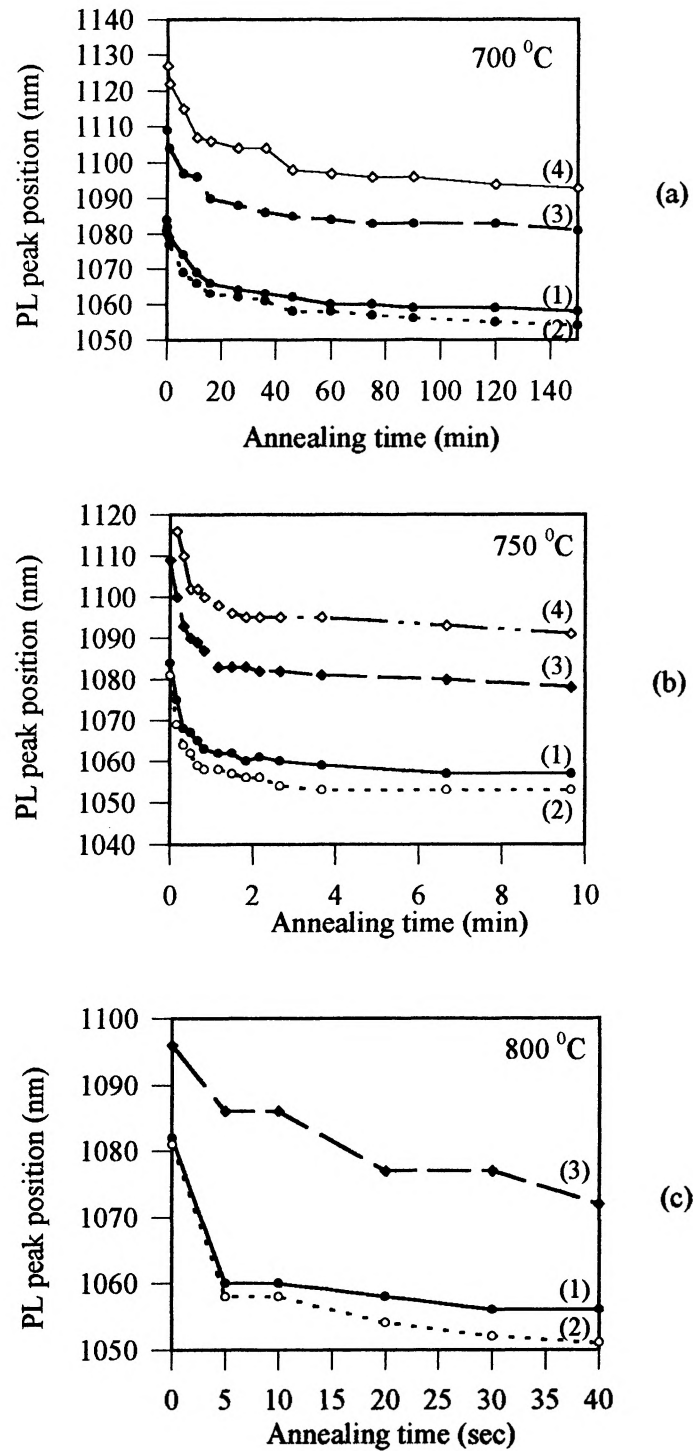 1140
1130
1120
1110
1100
1090
1080
1070
1060
1050
PL peak position (nm)
700 ⁰C
(4)
(3)
(1)
(2)
(a)
0 20 40 60 80 100 120 140
Annealing time (min)
1120
1110
1100
1090
1080
1070
1060
1050
1040
PL peak position (nm)
750 ⁰C
(4)
(3)
(1)
(2)
(b)
0 2 4 6 8 10
Annealing time (min)
1100
1090
1080
1070
1060
1050
PL peak position (nm)
800 ⁰C
(3)
(1)
(2)
(c)
0 5 10 15 20 25 30 35 40
Annealing time (sec)